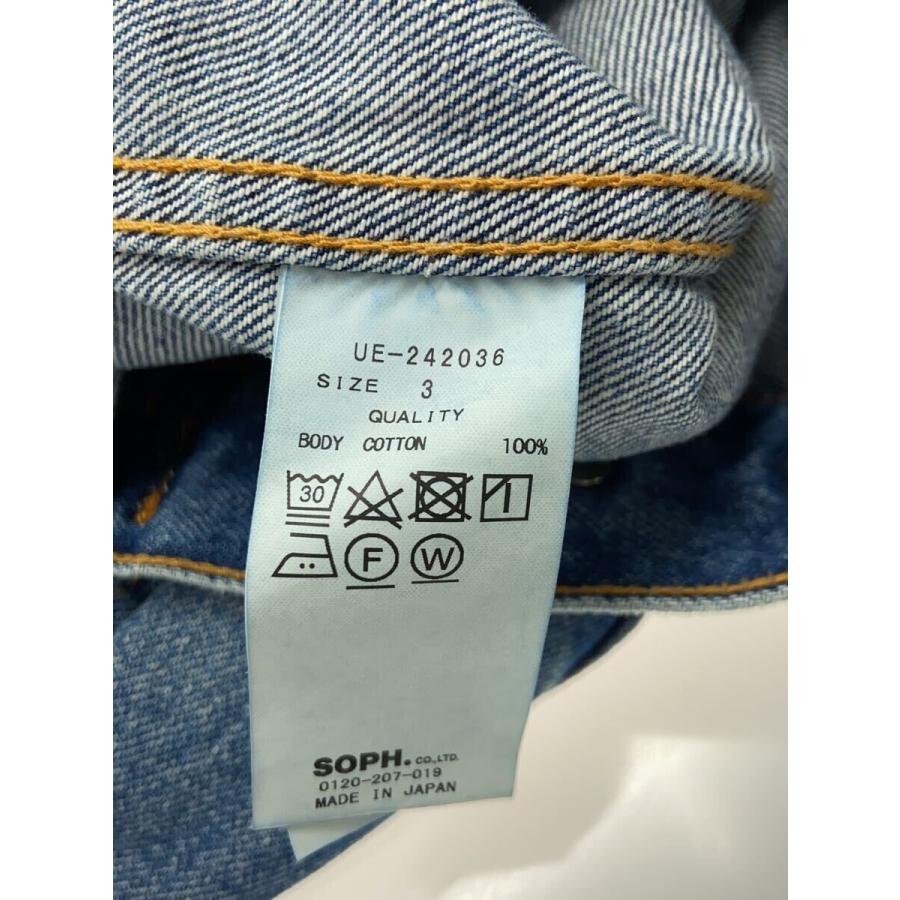 UE-242036
SIZE 3
QUALITY
BODY COTTON 100%
30
F W
SOPH. CO.,LTD.
0120-207-019
MADE IN JAPAN